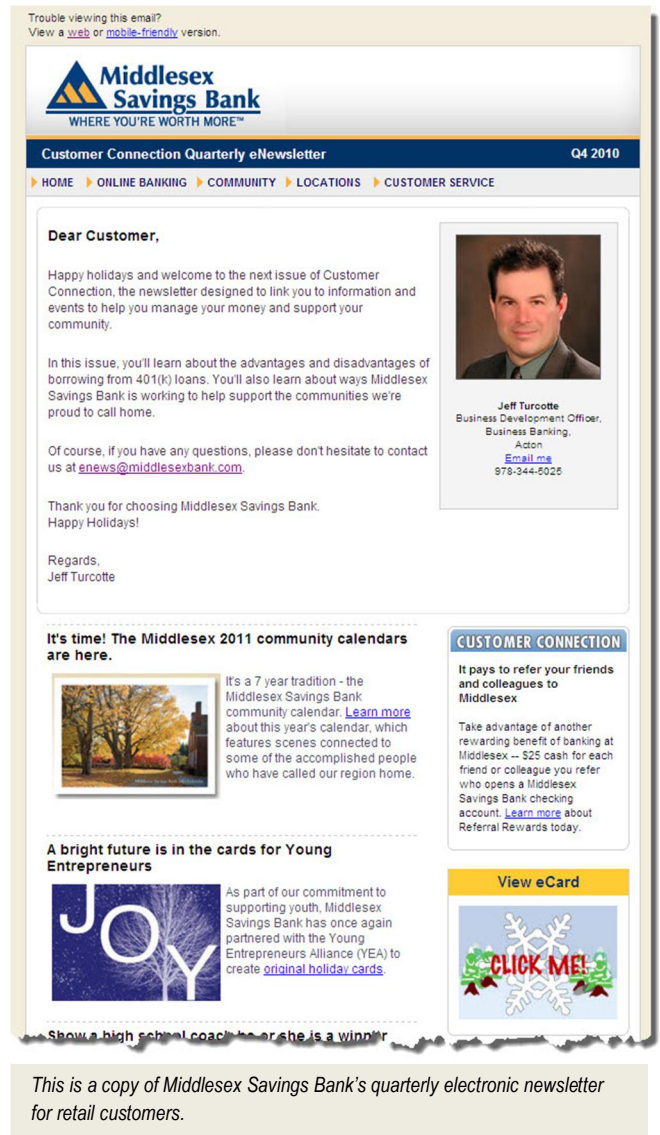 Trouble viewing this email?
View a web or mobile-friendly version.
Middlesex
Savings Bank
WHERE YOU'RE WORTH MORE™
Customer Connection Quarterly eNewsletter Q4 2010
HOME ONLINE BANKING COMMUNITY LOCATIONS CUSTOMER SERVICE
Dear Customer,
Happy holidays and welcome to the next issue of Customer
Connection, the newsletter designed to link you to information and
events to help you manage your money and support your
community.
In this issue, you'll learn about the advantages and disadvantages of
borrowing from 401(k) loans. You'll also learn about ways Middlesex
Savings Bank is working to help support the communities we're
proud to call home.
Of course, if you have any questions, please don't hesitate to contact
us at enews@middlesexbank.com.
Thank you for choosing Middlesex Savings Bank.
Happy Holidays!
Regards,
Jeff Turcotte
Jeff Turcotte
Business Development Officer,
Business Banking,
Acton
Email me
978-344-5025
It's time! The Middlesex 2011 community calendars
are here.
It's a 7 year tradition - the
Middlesex Savings Bank
community calendar. Learn more
about this year's calendar, which
features scenes connected to
some of the accomplished people
who have called our region home.
A bright future is in the cards for Young
Entrepreneurs
JOY
As part of our commitment to
supporting youth, Middlesex
Savings Bank has once again
partnered with the Young
Entrepreneurs Alliance (YEA) to
create original holiday cards.
Show a high school coach he or she is a winner
CUSTOMER CONNECTION
It pays to refer your friends
and colleagues to
Middlesex
Take advantage of another
rewarding benefit of banking at
Middlesex -- $25 cash for each
friend or colleague you refer
who opens a Middlesex
Savings Bank checking
account. Learn more about
Referral Rewards today.
View eCard
CLICK ME!
This is a copy of Middlesex Savings Bank's quarterly electronic newsletter
for retail customers.